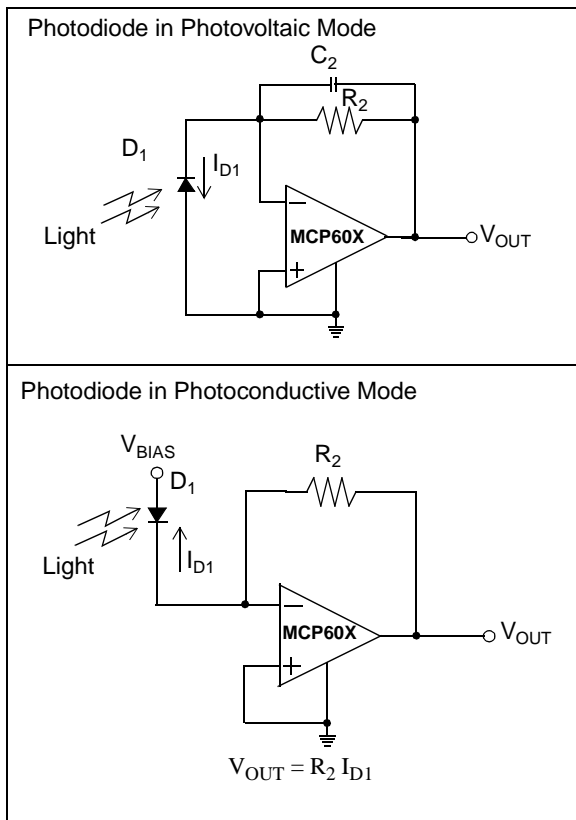 Photodiode in Photovoltaic Mode
C2
R2
D1
ID1
Light
−
MCP60X
+
VOUT
Photodiode in Photoconductive Mode
VBIAS
D1
R2
Light
ID1
−
MCP60X
+
VOUT
VOUT = R2 ID1